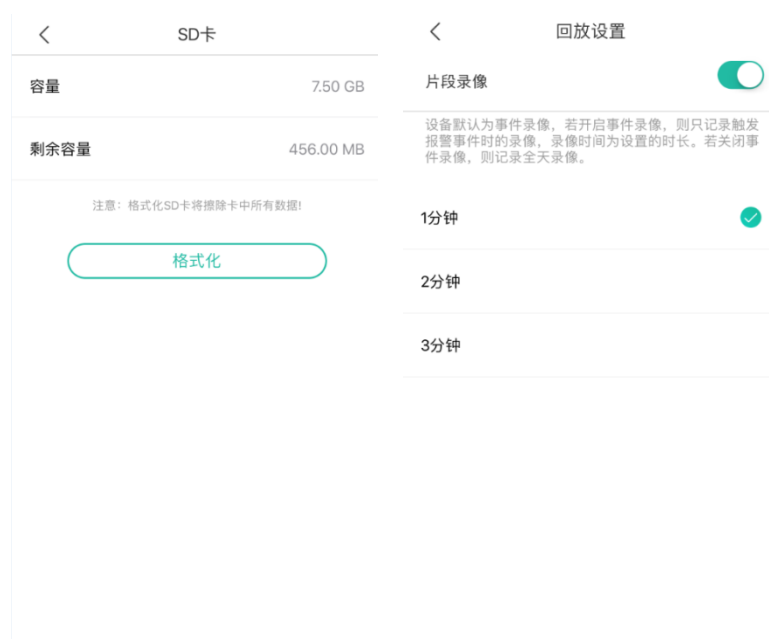 SD卡
容量
7.50 GB
剩余容量
456.00 MB
注意：格式化SD卡将擦除卡中所有数据!
格式化
回放设置
片段录像
设备默认为事件录像，若开启事件录像，则只记录触发
报警事件时的录像，录像时间为设置的时长。若关闭事
件录像，则记录全天录像。
1分钟
2分钟
3分钟